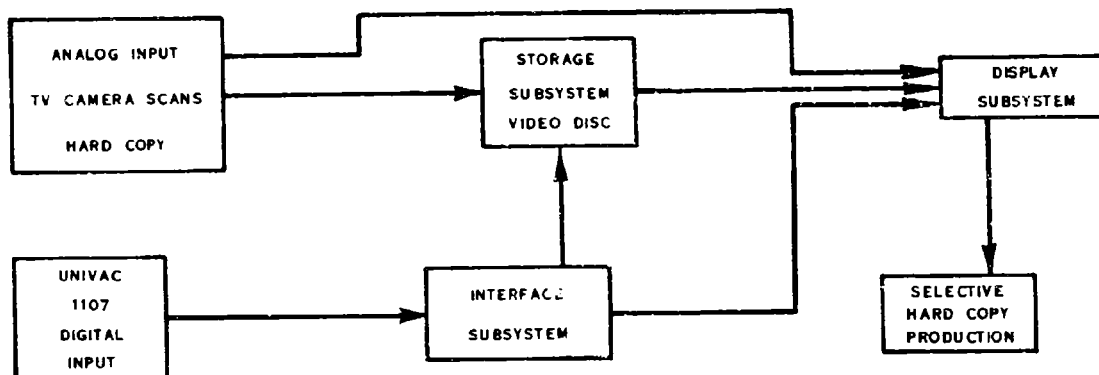 ANALOG INPUT
TV CAMERA SCANS
HARD COPY
STORAGE
SUBSYSTEM
VIDEO DISC
DISPLAY
SUBSYSTEM
UNIVAC
1107
DIGITAL
INPUT
INTERFACE
SUBSYSTEM
SELECTIVE
HARD COPY
PRODUCTION